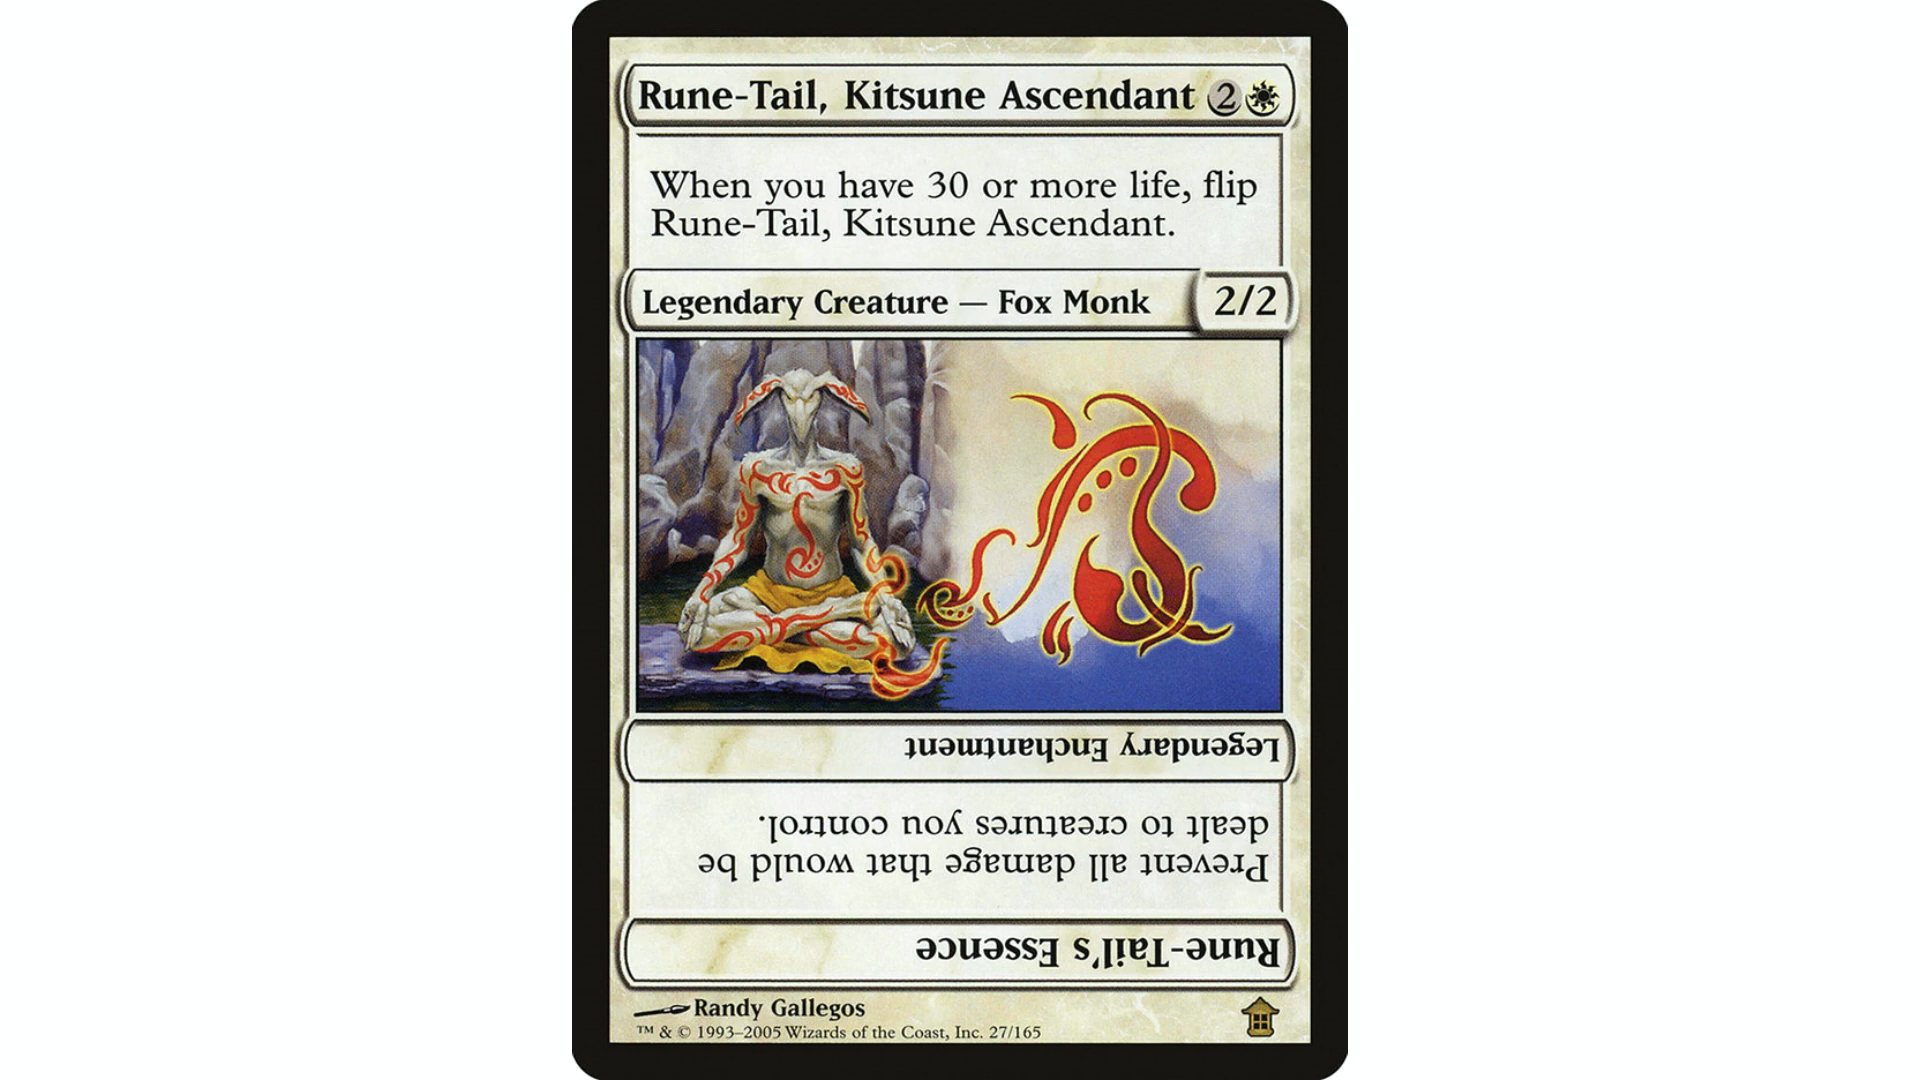 Rune-Tail, Kitsune Ascendant 2
When you have 30 or more life, flip
Rune-Tail, Kitsune Ascendant.
Legendary Creature — Fox Monk 2/2
Legendary Enchantment
Prevent all damage that would be
dealt to creatures you control.
Rune-Tail's Essence
Randy Gallegos
™ & © 1993–2005 Wizards of the Coast, Inc. 27/165